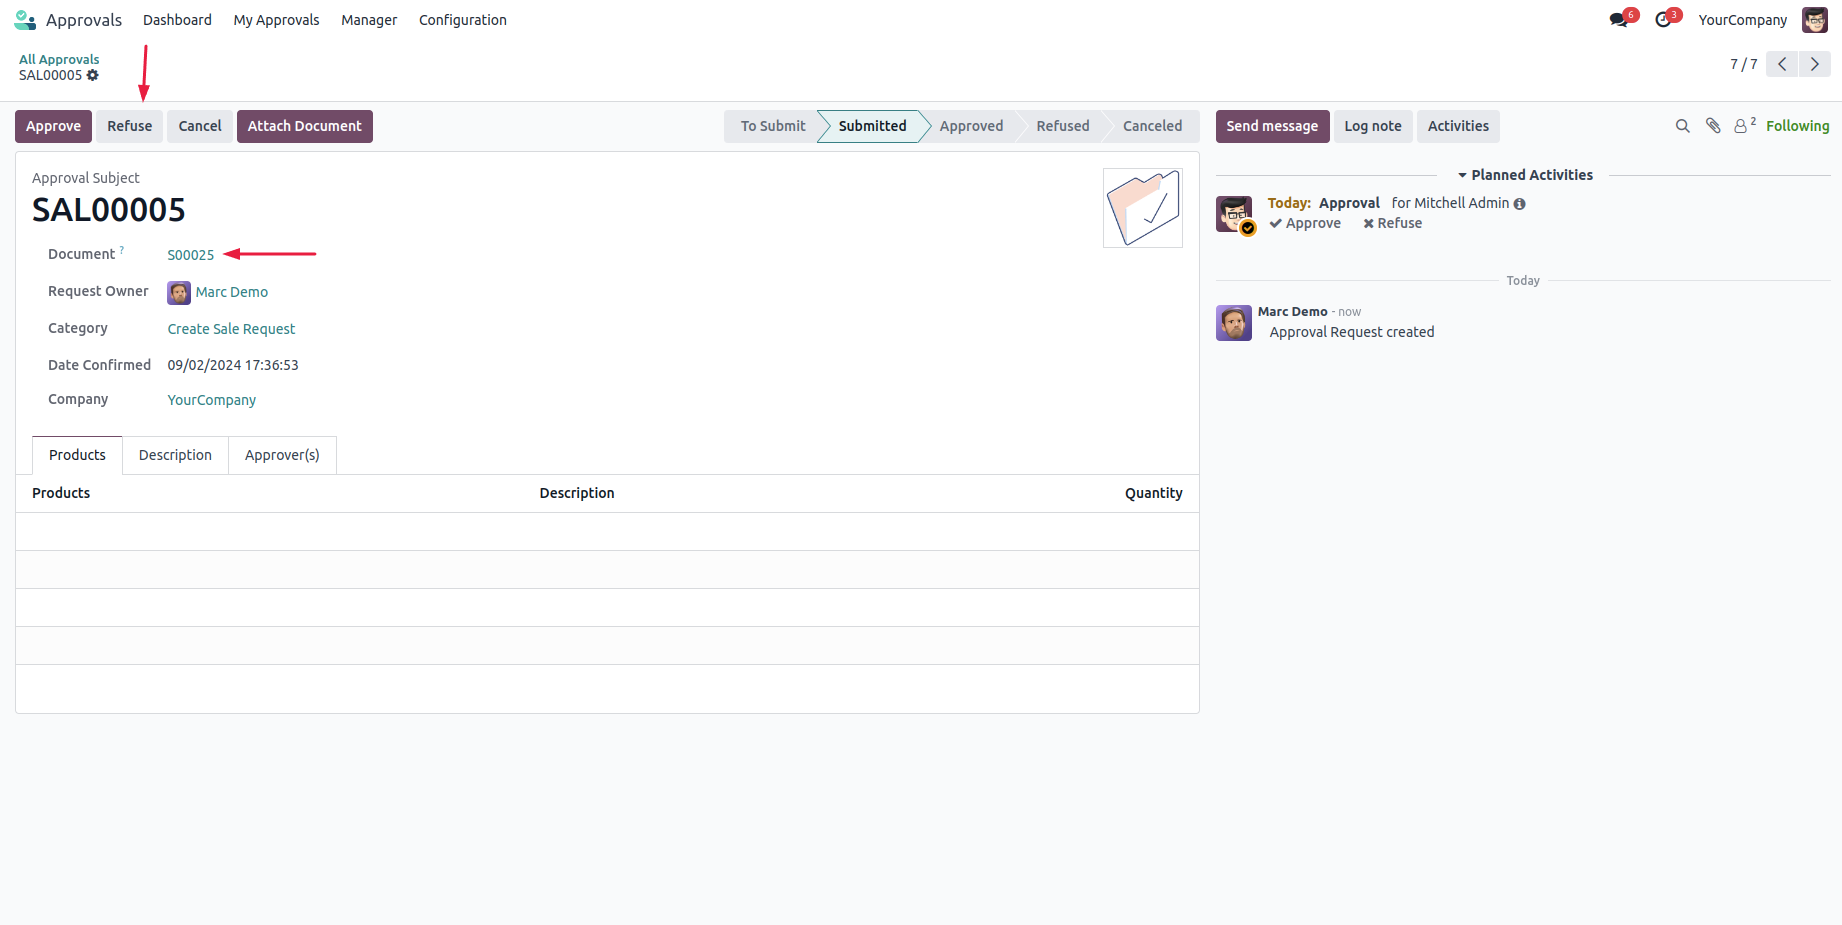 Approvals Dashboard My Approvals Manager Configuration 6 3 YourCompany
All Approvals
SAL00005
7 / 7
Approve Refuse Cancel Attach Document To Submit Submitted Approved Refused Canceled
Send message Log note Activities 2 Following
Approval Subject
SAL00005
Document ? S00025
Request Owner Marc Demo
Category Create Sale Request
Date Confirmed 09/02/2024 17:36:53
Company YourCompany
Products Description Approver(s)
Products Description Quantity
Planned Activities
Today: Approval for Mitchell Admin
Approve Refuse
Today
Marc Demo - now
Approval Request created